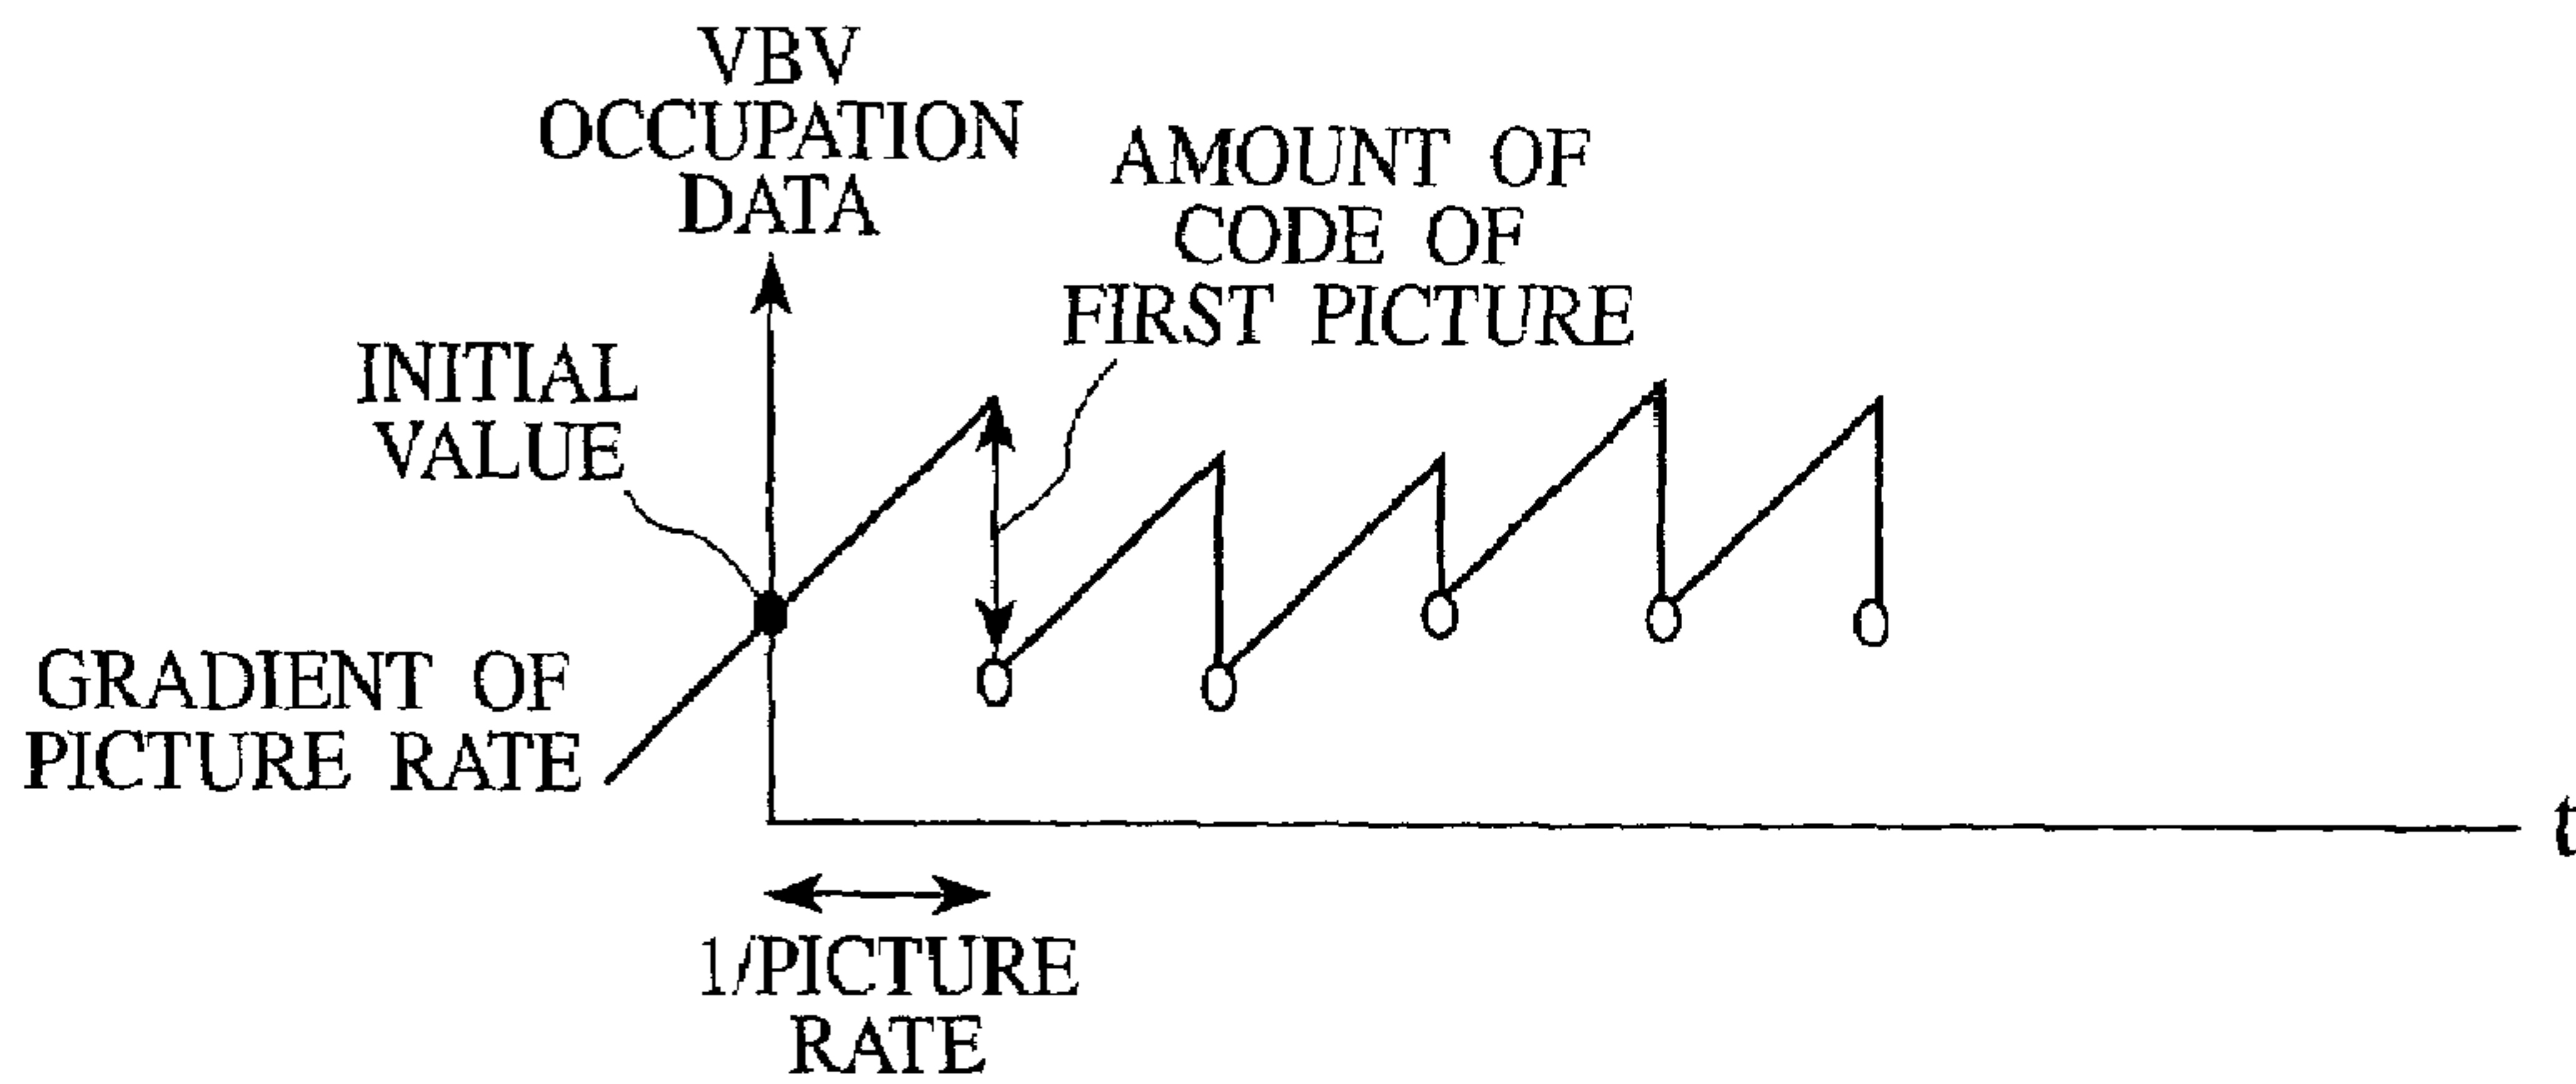 VBV
OCCUPATION
DATA
AMOUNT OF
CODE OF
FIRST PICTURE
INITIAL
VALUE
GRADIENT OF
PICTURE RATE
t
1/PICTURE
RATE